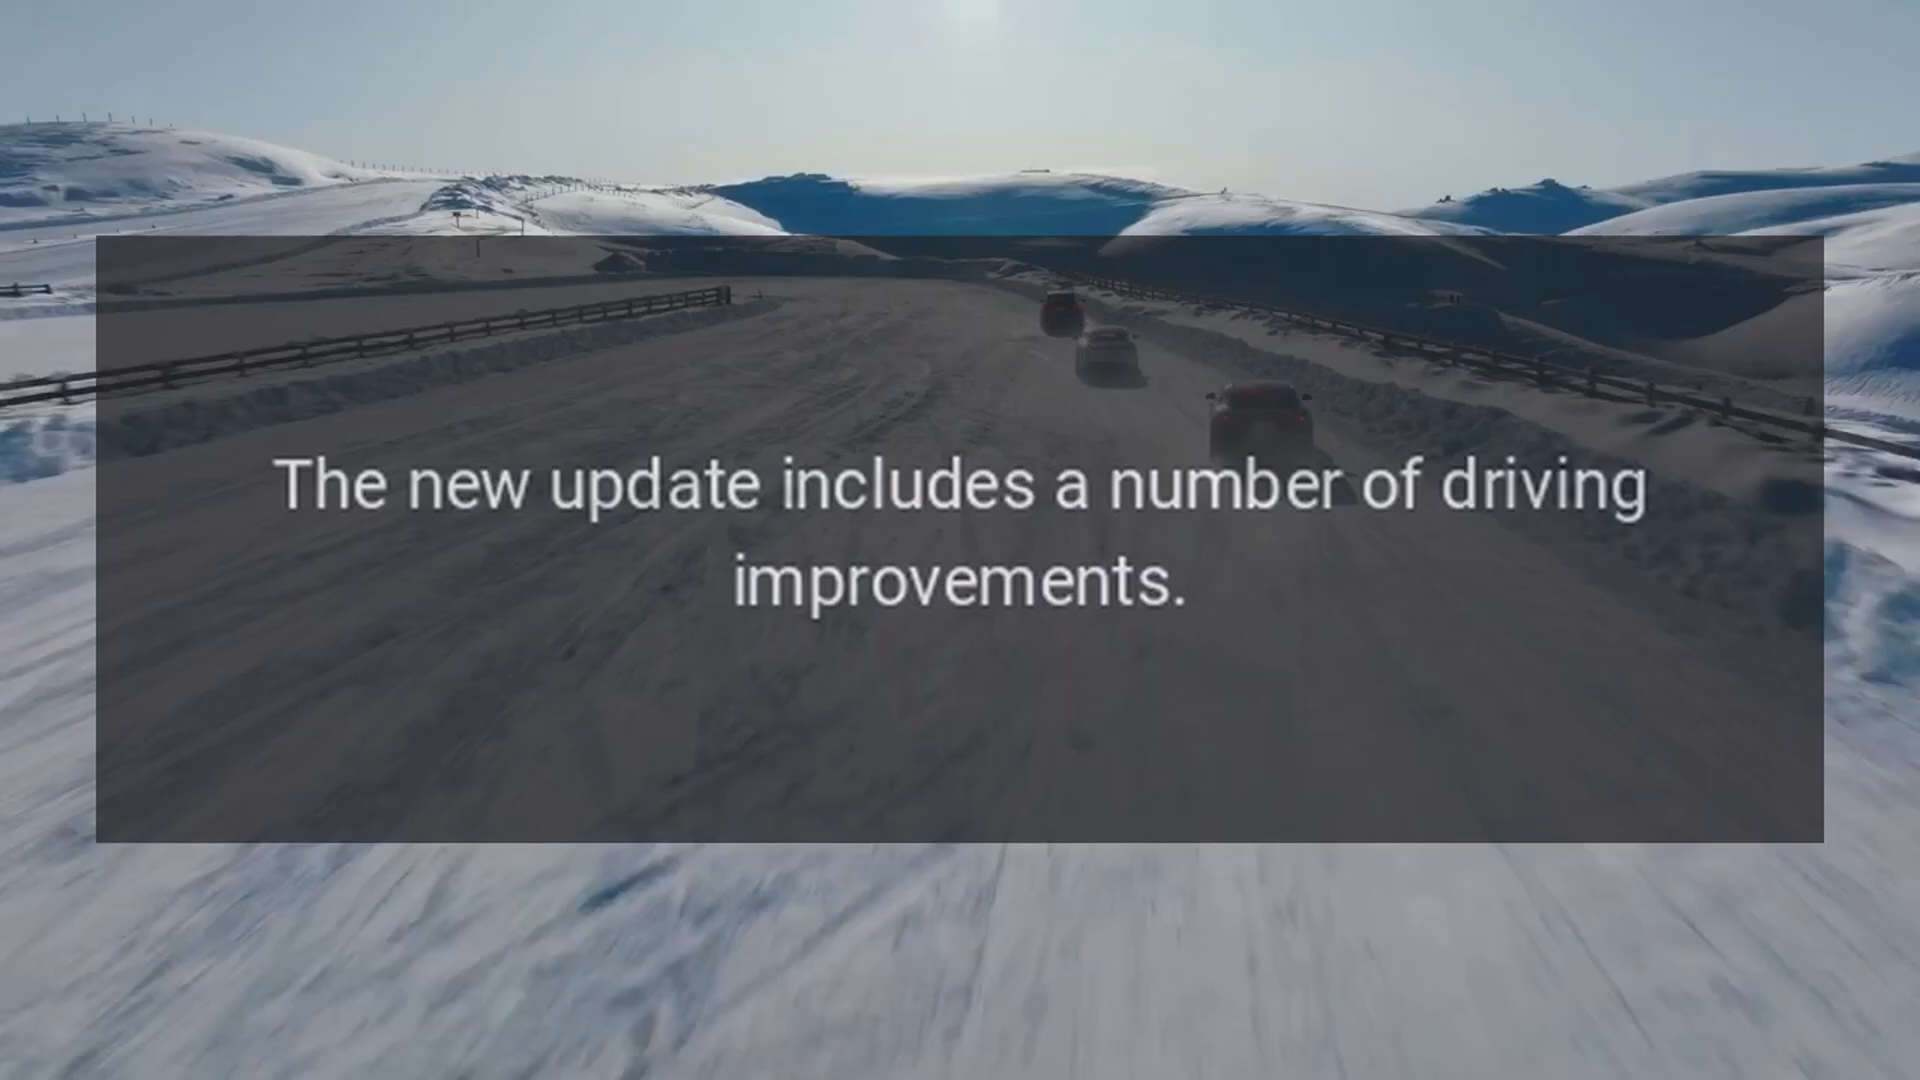 The new update includes a number of driving
improvements.